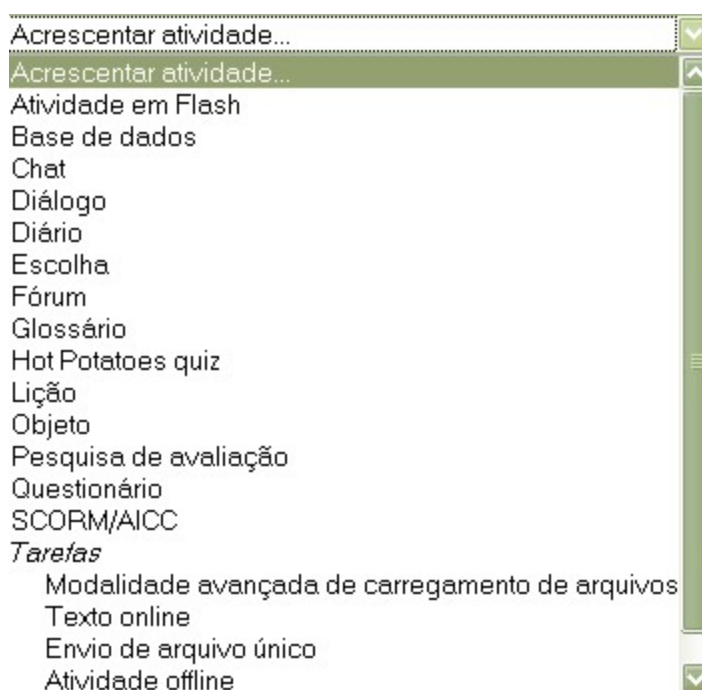 Acrescentar atividade...
Acrescentar atividade...
Atividade em Flash
Base de dados
Chat
Diálogo
Diário
Escolha
Fórum
Glossário
Hot Potatoes quiz
Lição
Objeto
Pesquisa de avaliação
Questionário
SCORM/AICC
Tarefas
Modalidade avançada de carregamento de arquivos
Texto online
Envio de arquivo único
Atividade offline